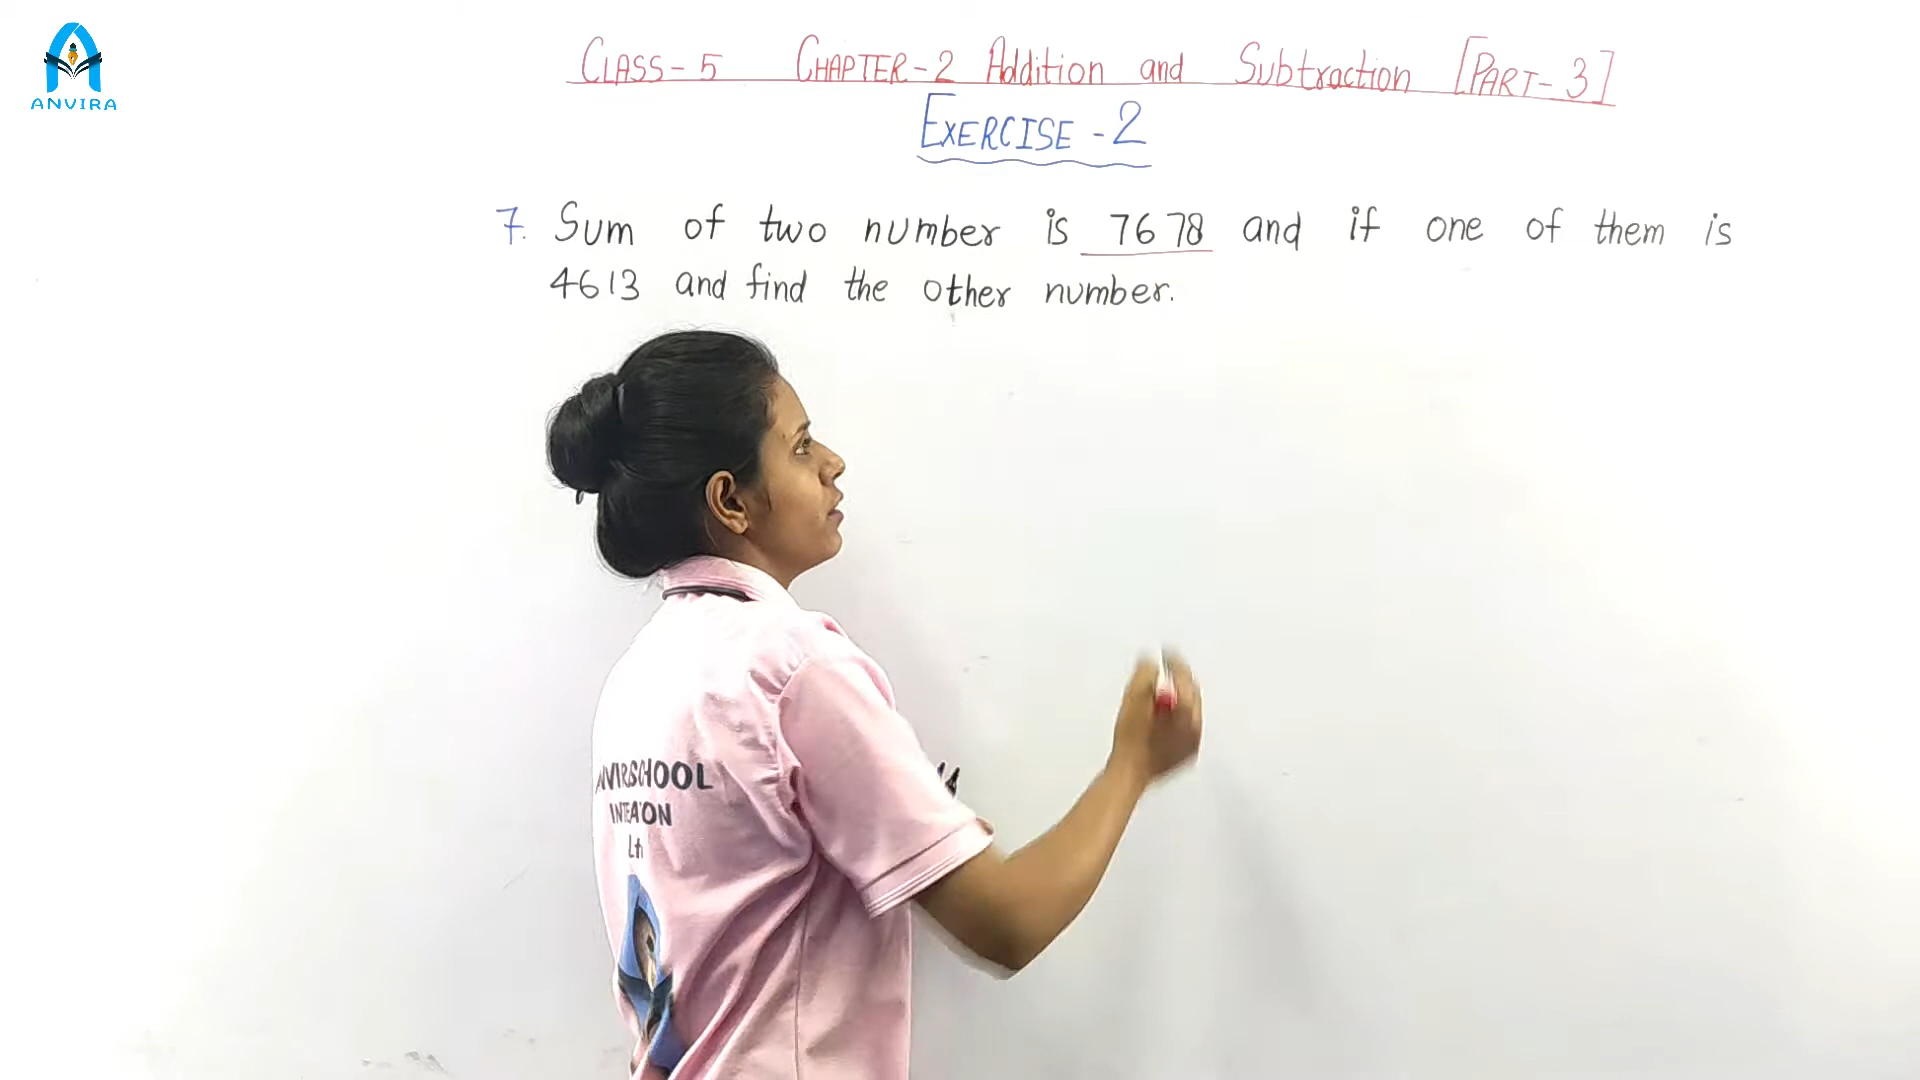 ANVIRA
CLASS-5 CHAPTER-2 Addition and Subtraction [PART-3]
EXERCISE-2
7. Sum of two number is 7678 and if one of them is
4613 and find the other number.
SCHOOL